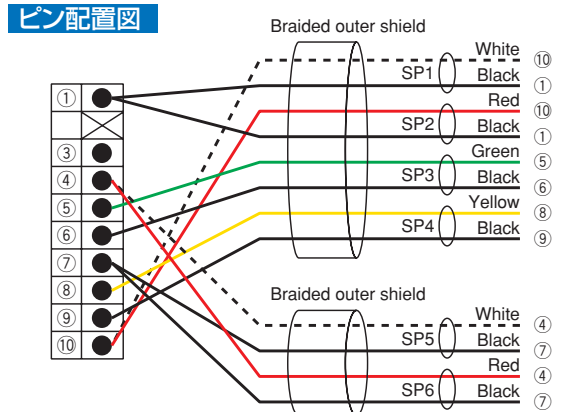 ピン配置図
Braided outer shield
White ⑩
SP1 Black ①
Red ⑩
SP2 Black ①
Green ⑤
SP3 Black ⑥
Yellow ⑧
SP4 Black ⑨
①
③
④
⑤
⑥
⑦
⑧
⑨
⑩
Braided outer shield
White ④
SP5 Black ⑦
Red ④
SP6 Black ⑦